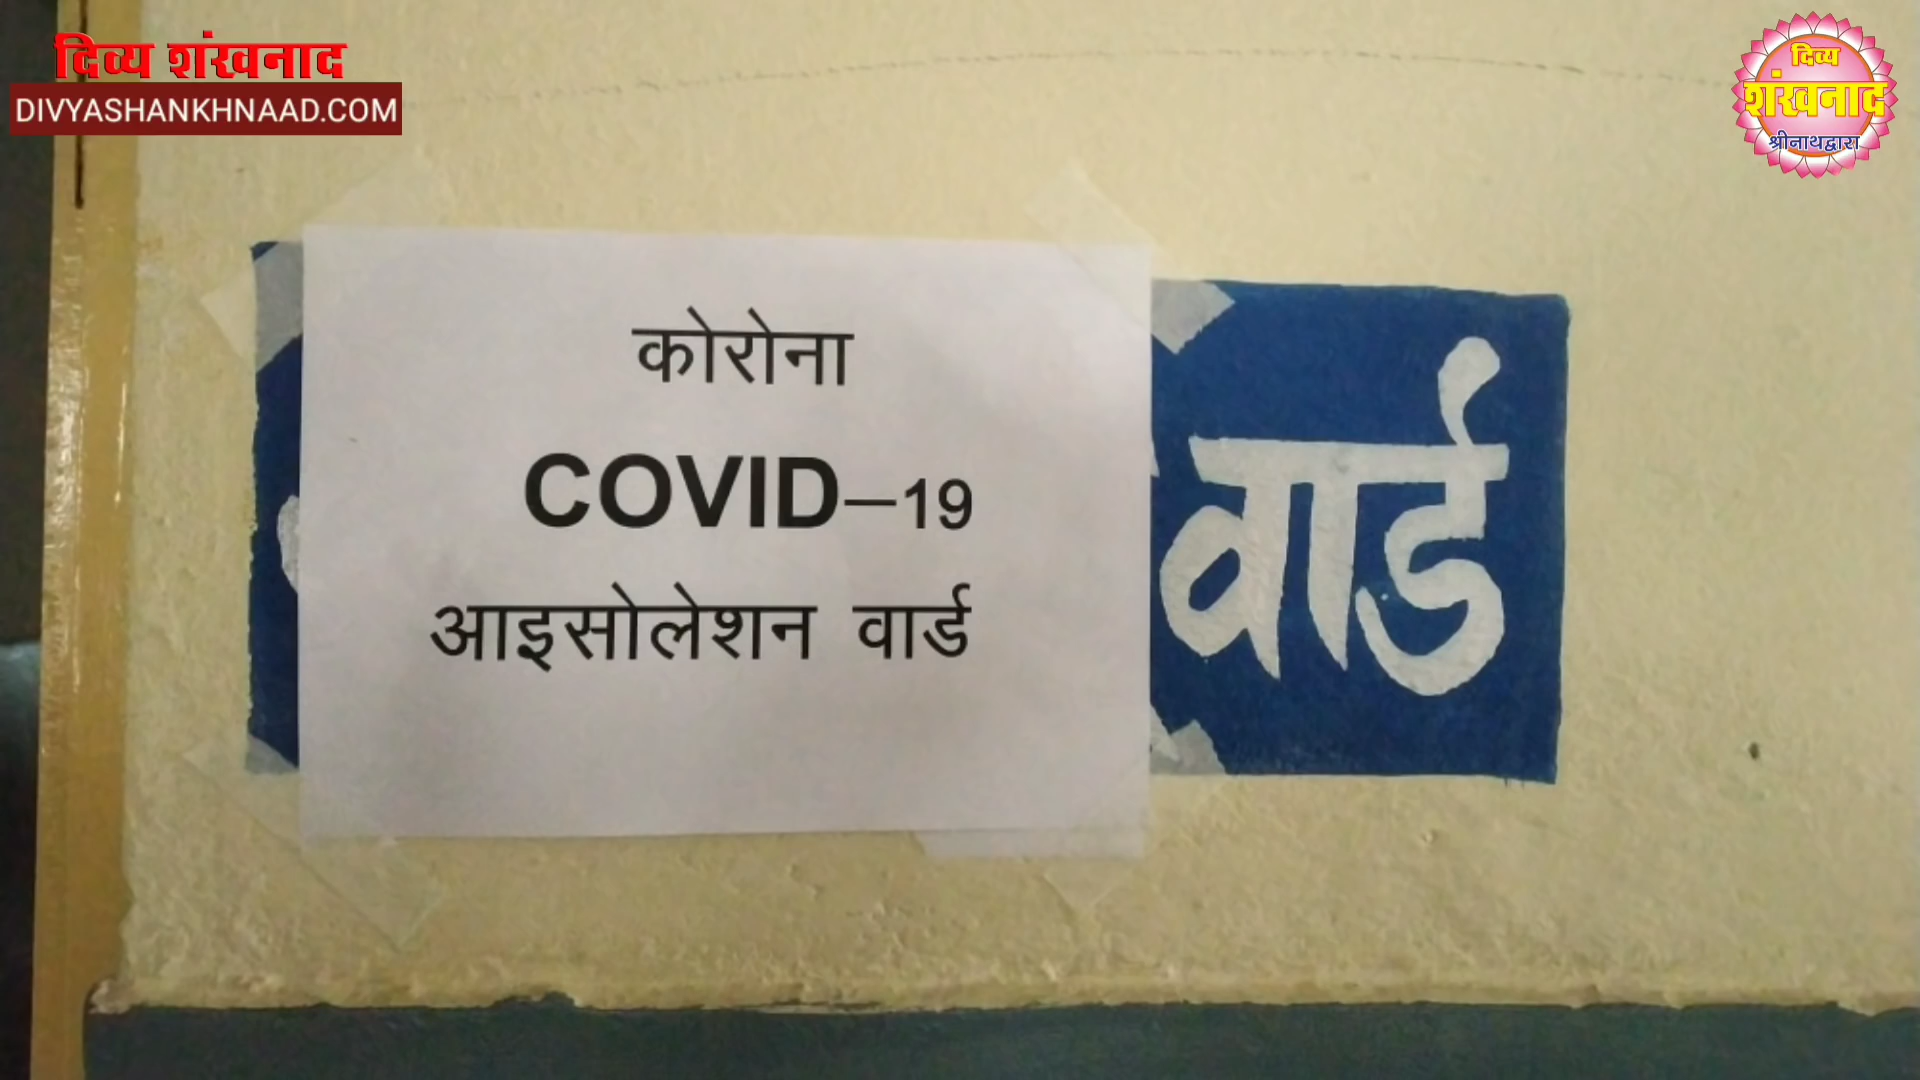 दिव्य शंखनाद
DIVYASHANKHNAAD.COM
दिव्य
शंखनाद
श्रीनाथद्वारा
कोरोना
COVID–19
आइसोलेशन वार्ड
वार्ड